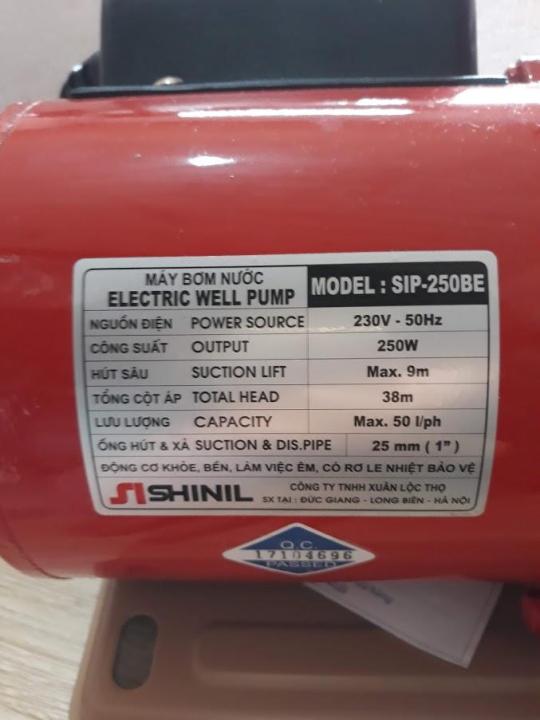 MÁY BƠM NƯỚC
ELECTRIC WELL PUMP
MODEL : SIP-250BE
NGUỒN ĐIỆN POWER SOURCE 230V - 50Hz
CÔNG SUẤT OUTPUT 250W
HÚT SÂU SUCTION LIFT Max. 9m
TỔNG CỘT ÁP TOTAL HEAD 38m
LƯU LƯỢNG CAPACITY Max. 50 l/ph
ỐNG HÚT & XẢ SUCTION & DIS.PIPE 25 mm ( 1" )
ĐỘNG CƠ KHỎE, BỀN, LÀM VIỆC ÊM, CÓ RƠ LE NHIỆT BẢO VỆ
SHINIL
CÔNG TY TNHH XUÂN LỘC THỌ
SX TẠI : ĐỨC GIANG - LONG BIÊN - HÀ NỘI
Q.C.
17104696
PASSED